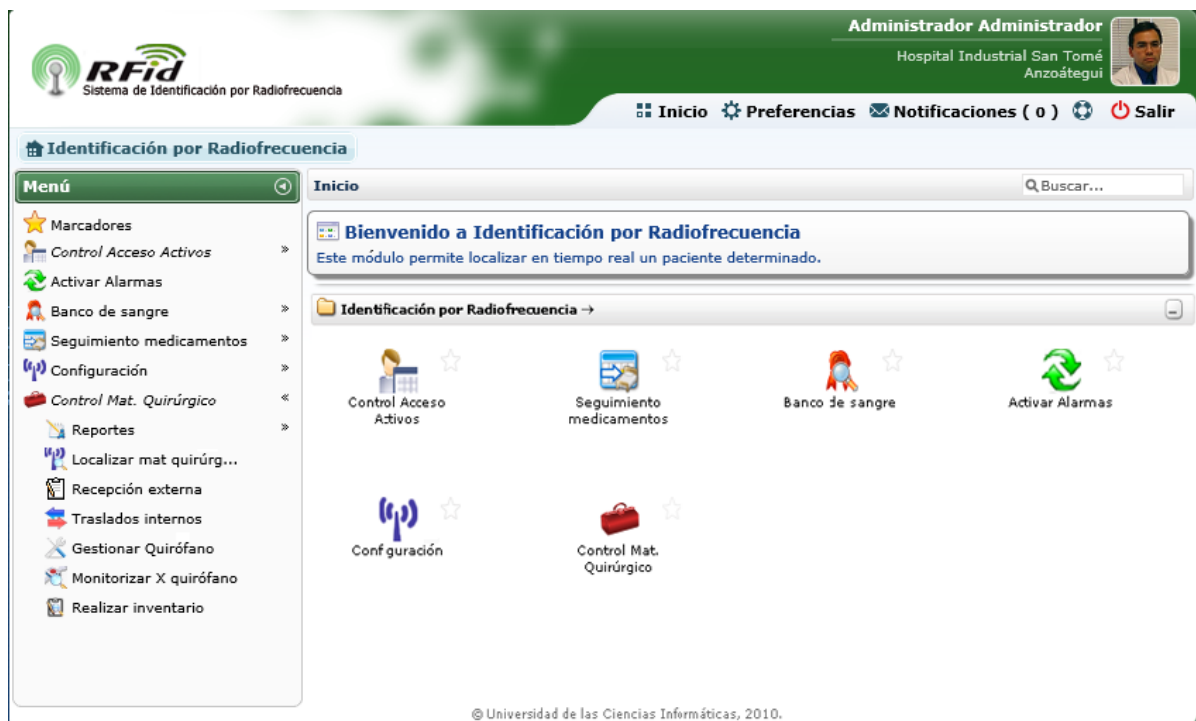 Administrador Administrador
Hospital Industrial San Tomé
Anzoátegui
RFid
Sistema de Identificación por Radiofrecuencia
Inicio Preferencias Notificaciones ( 0 ) Salir
Identificación por Radiofrecuencia
Menú
Marcadores
Control Acceso Activos »
Activar Alarmas
Banco de sangre »
Seguimiento medicamentos »
Configuración »
Control Mat. Quirúrgico «
Reportes »
Localizar mat quirúrg...
Recepción externa
Traslados internos
Gestionar Quirófano
Monitorizar X quirófano
Realizar inventario
Inicio Buscar...
Bienvenido a Identificación por Radiofrecuencia
Este módulo permite localizar en tiempo real un paciente determinado.
Identificación por Radiofrecuencia →
Control Acceso
Activos
Seguimiento
medicamentos
Banco de sangre
Activar Alarmas
Configuración
Control Mat.
Quirúrgico
© Universidad de las Ciencias Informáticas, 2010.